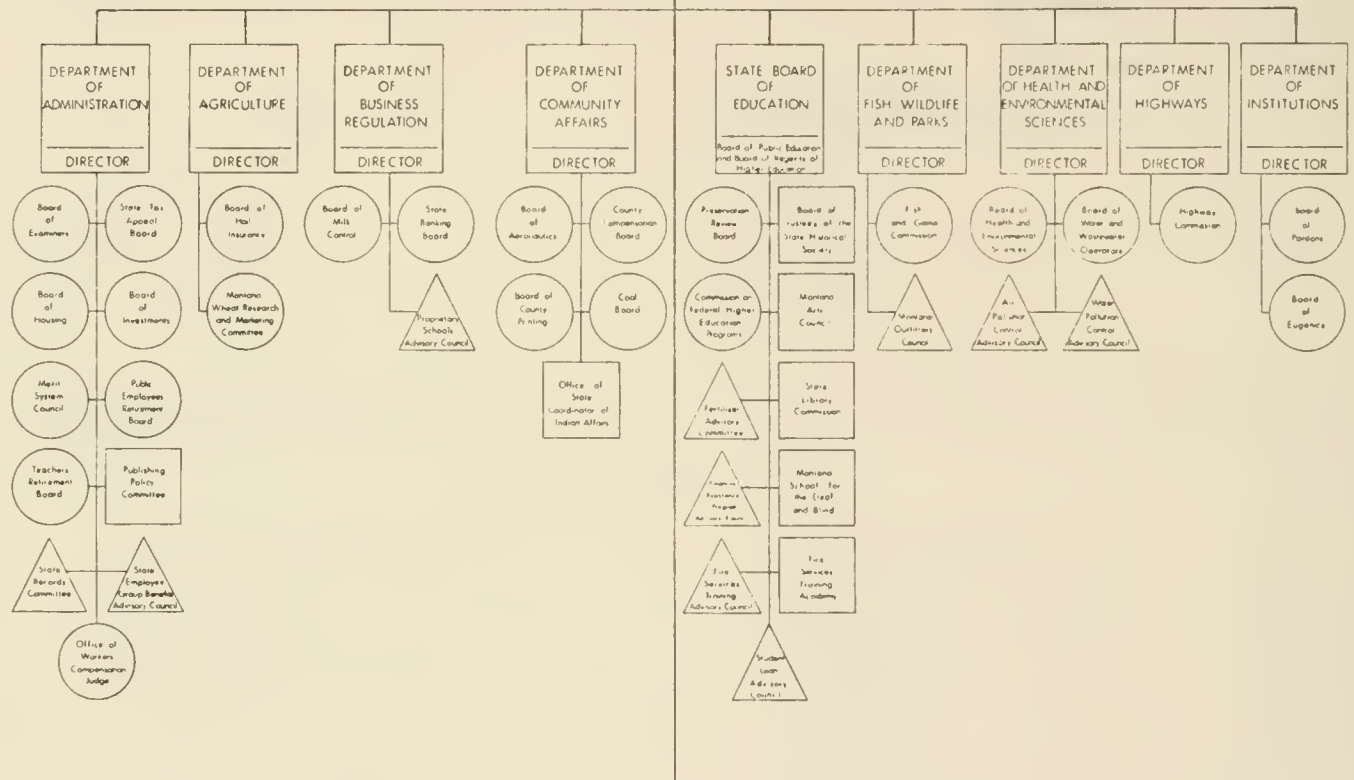 DEPARTMENT
OF
ADMINISTRATION
DIRECTOR
Board
of
Examiners
State Tax
Appeal
Board
Board
of
Housing
Board
of
Investments
Merit
System
Council
Public
Employees
Retirement
Board
Teachers
Retirement
Board
Publishing
Policy
Committee
State
Records
Committee
State
Employee
Group Benefits
Advisory Council
Office of
Workers
Compensation
Judge
DEPARTMENT
OF
AGRICULTURE
DIRECTOR
Board of
Hail
Insurance
Montana
Wheat Research
and Marketing
Committee
DEPARTMENT
OF
BUSINESS
REGULATION
DIRECTOR
Board of
Milk
Control
State
Banking
Board
Proprietary
Schools
Advisory Council
DEPARTMENT
OF
COMMUNITY
AFFAIRS
DIRECTOR
Board
of
Aeronautics
County
Compensation
Board
Board of
County
Printing
Coal
Board
Office of
State
Coordinator of
Indian Affairs
STATE BOARD
OF
EDUCATION
Board of Public Education
and Board of Regents of
Higher Education
Preservation
Review
Board
Board of
Trustees of the
State Historical
Society
Commission on
Federal Higher
Education
Programs
Montana
Arts
Council
Fertilizer
Advisory
Committee
State
Library
Commission
Financial
Assistance
Program
Advisory Council
Montana
School for
the Deaf
and Blind
Fire
Services
Training
Advisory Council
Fire
Services
Training
Academy
Student
Loan
Advisory
Council
DEPARTMENT
OF
FISH WILDLIFE
AND PARKS
DIRECTOR
Fish
and Game
Commission
Montana
Outfitters
Council
DEPARTMENT
OF HEALTH AND
ENVIRONMENTAL
SCIENCES
DIRECTOR
Board of
Health and
Environmental
Sciences
Board of
Water and
Wastewater
Operators
Air
Pollution
Control
Advisory Council
Water
Pollution
Control
Advisory Council
DEPARTMENT
OF
HIGHWAYS
DIRECTOR
Highway
Commission
DEPARTMENT
OF
INSTITUTIONS
DIRECTOR
Board
of
Pardons
Board
of
Eugenics